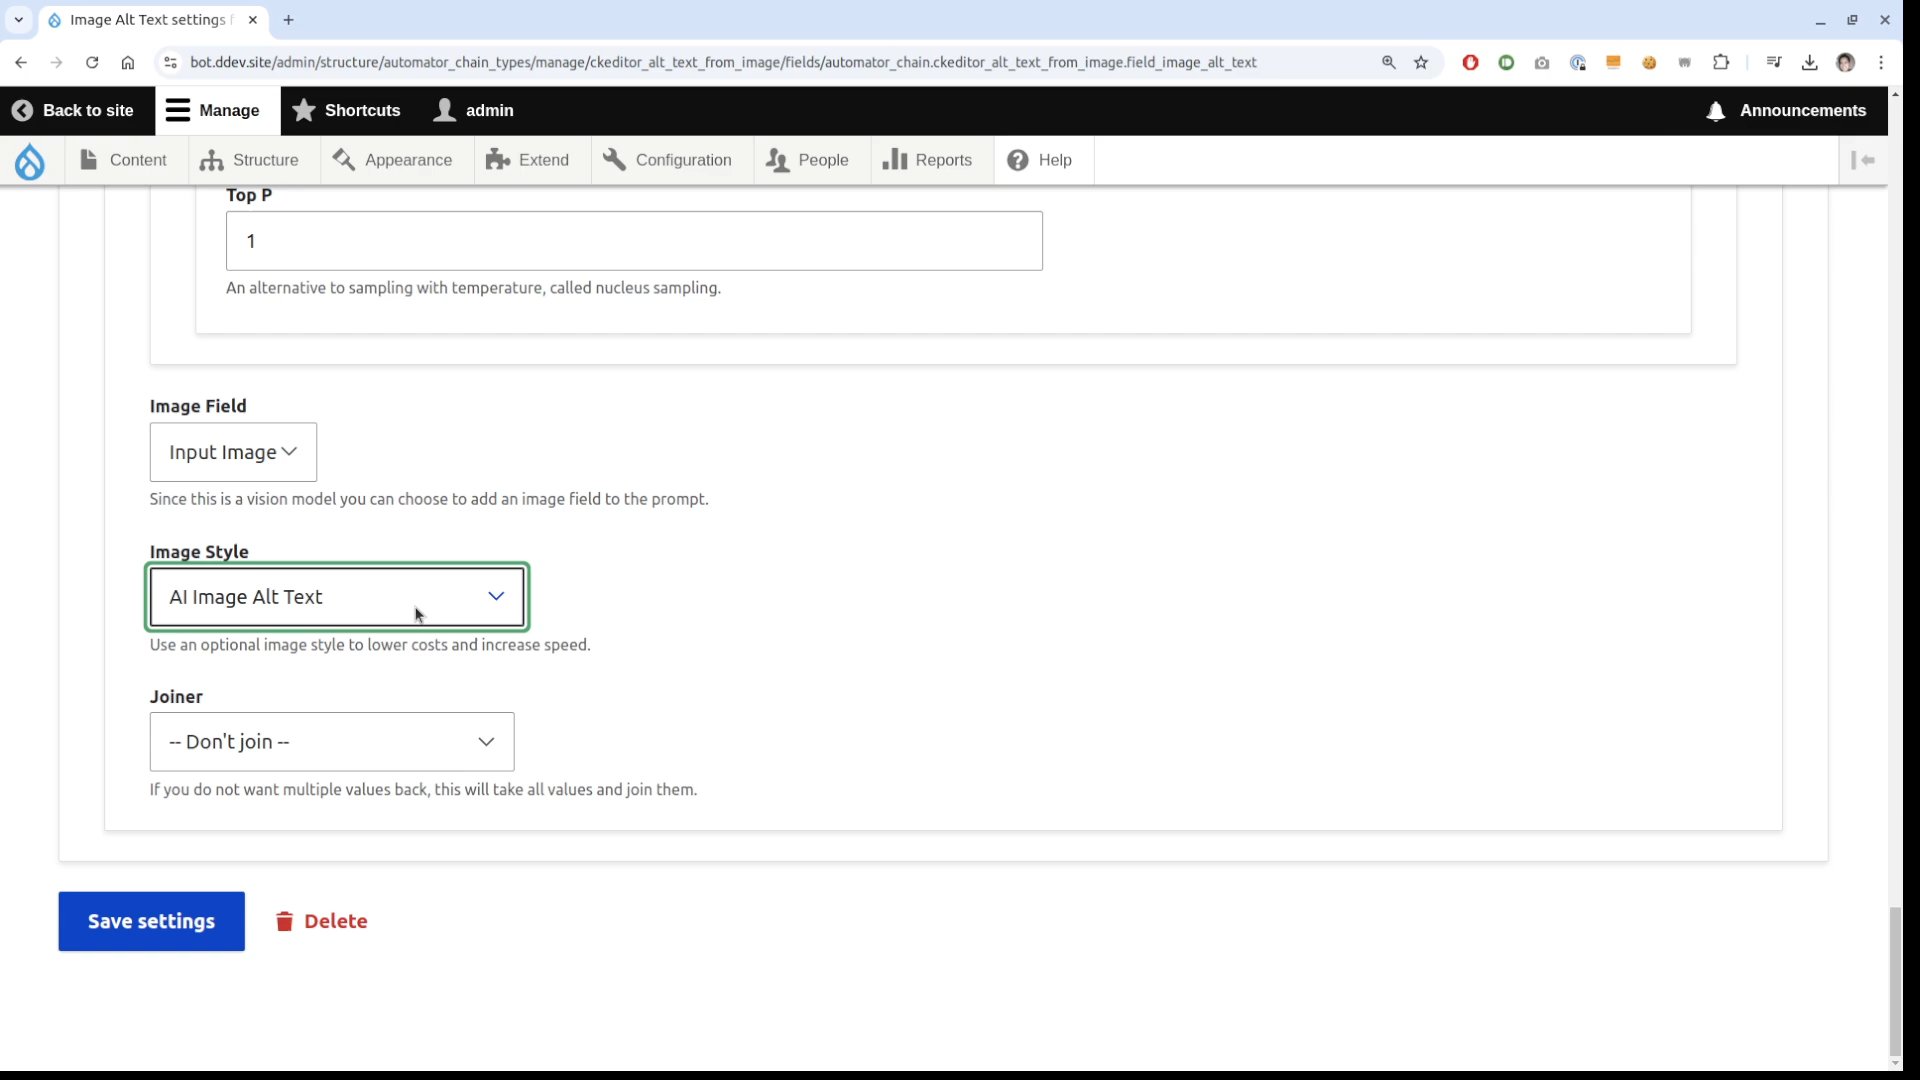 Image Alt Text settings f
bot.ddev.site/admin/structure/automator_chain_types/manage/ckeditor_alt_text_from_image/fields/automator_chain.ckeditor_alt_text_from_image.field_image_alt_text
Back to site Manage Shortcuts admin Announcements
Content Structure Appearance Extend Configuration People Reports Help
Top P
1
An alternative to sampling with temperature, called nucleus sampling.
Image Field
Input Image
Since this is a vision model you can choose to add an image field to the prompt.
Image Style
AI Image Alt Text
Use an optional image style to lower costs and increase speed.
Joiner
-- Don't join --
If you do not want multiple values back, this will take all values and join them.
Save settings Delete